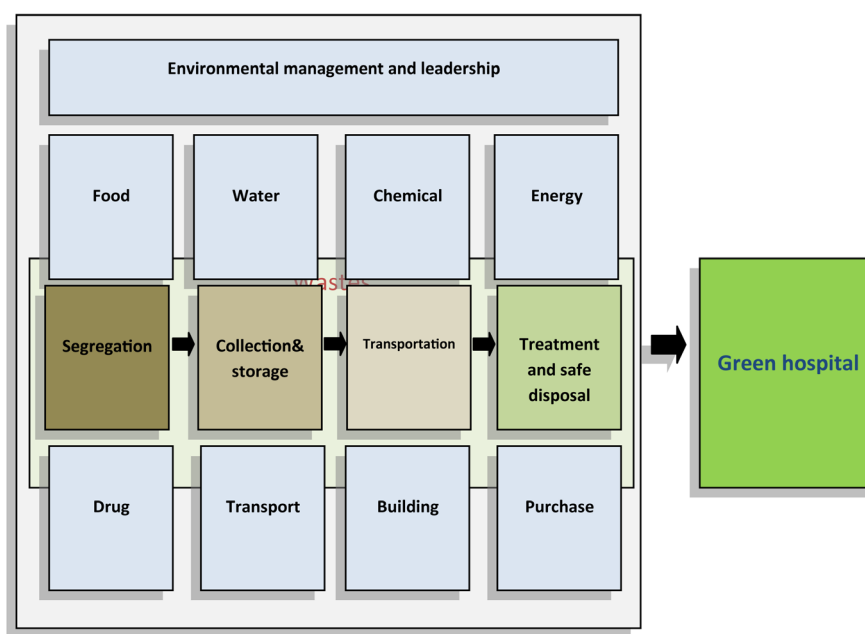 Environmental management and leadership
Food
Water
Chemical
Energy
Wastes
Segregation
Collection&
storage
Transportation
Treatment
and safe
disposal
Green hospital
Drug
Transport
Building
Purchase